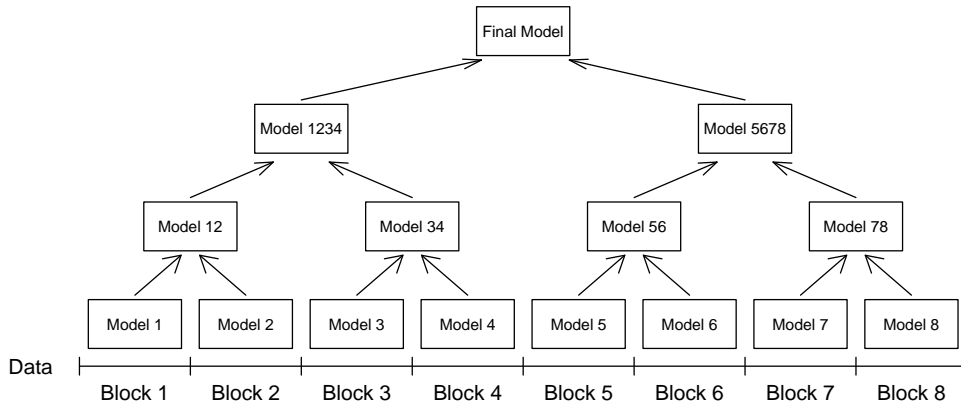 Final Model
Model 1234 Model 5678
Model 12 Model 34 Model 56 Model 78
Model 1 Model 2 Model 3 Model 4 Model 5 Model 6 Model 7 Model 8
Data
Block 1 Block 2 Block 3 Block 4 Block 5 Block 6 Block 7 Block 8